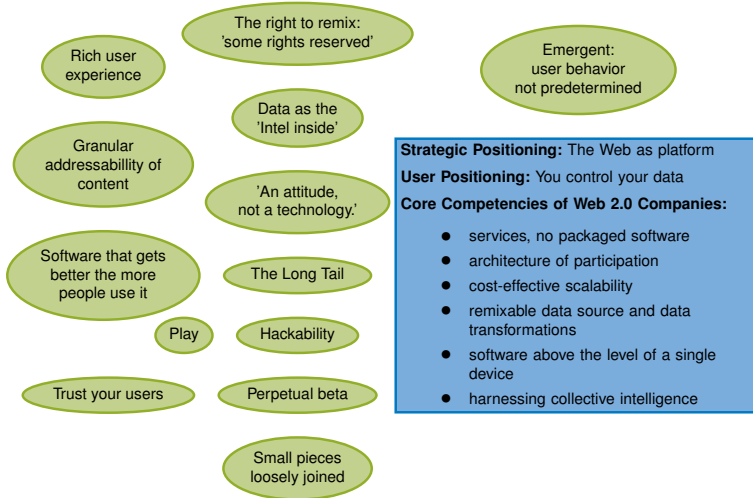 The right to remix:
'some rights reserved'
Rich user
experience
Emergent:
user behavior
not predetermined
Data as the
'Intel inside'
Granular
addressabillity of
content
'An attitude,
not a technology.'
Software that gets
better the more
people use it
The Long Tail
Play
Hackability
Trust your users
Perpetual beta
Small pieces
loosely joined
Strategic Positioning: The Web as platform
User Positioning: You control your data
Core Competencies of Web 2.0 Companies:
● services, no packaged software
● architecture of participation
● cost-effective scalability
● remixable data source and data
transformations
● software above the level of a single
device
● harnessing collective intelligence